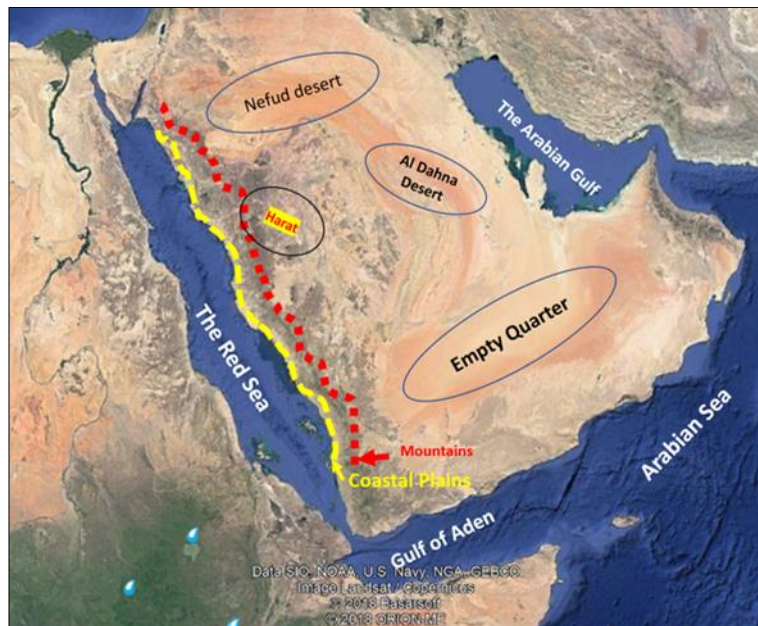 Nefud desert
The Arabian Gulf
Al Dahna
Desert
Harat
The Red Sea
Empty Quarter
Arabian Sea
Mountains
Coastal Plains
Gulf of Aden
Data SIO, NOAA, U.S. Navy, NGA, GEBCO
Image Landsat / Copernicus
© 2018 Basarsoft
© 2018 ORION-ME